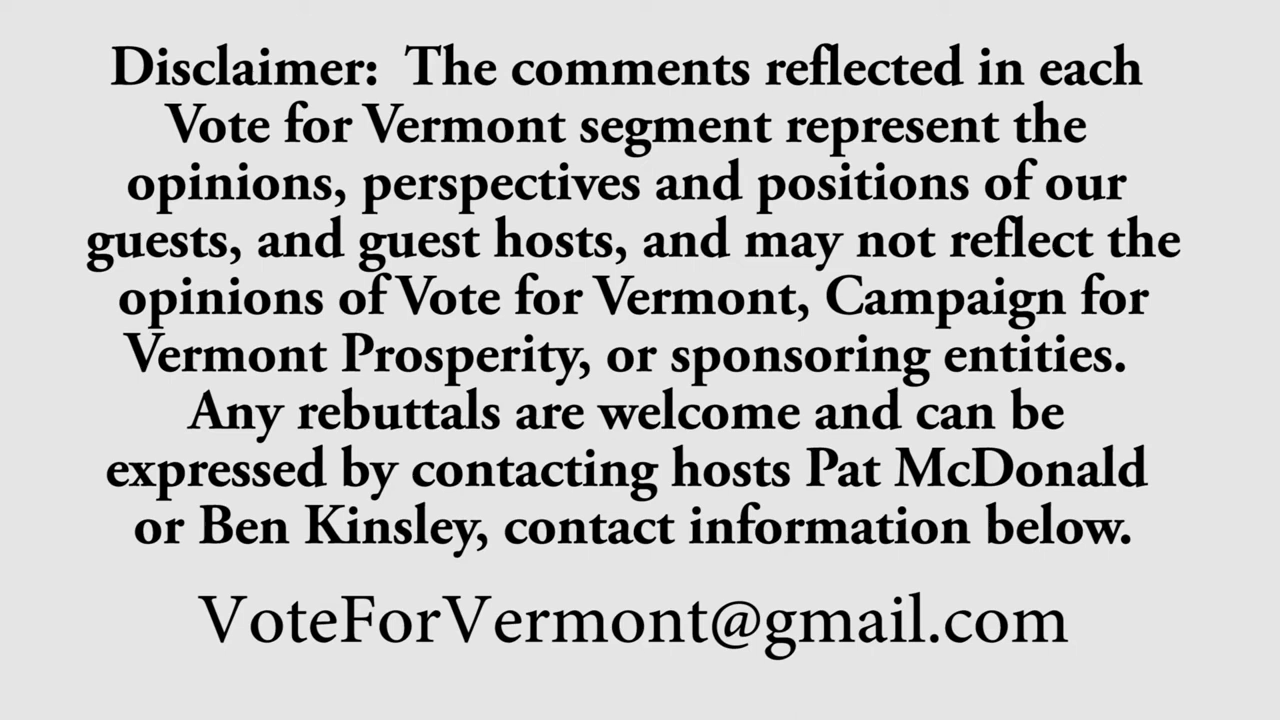 Disclaimer:  The comments reflected in each
Vote for Vermont segment represent the
opinions, perspectives and positions of our
guests, and guest hosts, and may not reflect the
opinions of Vote for Vermont, Campaign for
Vermont Prosperity, or sponsoring entities.
Any rebuttals are welcome and can be
expressed by contacting hosts Pat McDonald
or Ben Kinsley, contact information below.
VoteForVermont@gmail.com